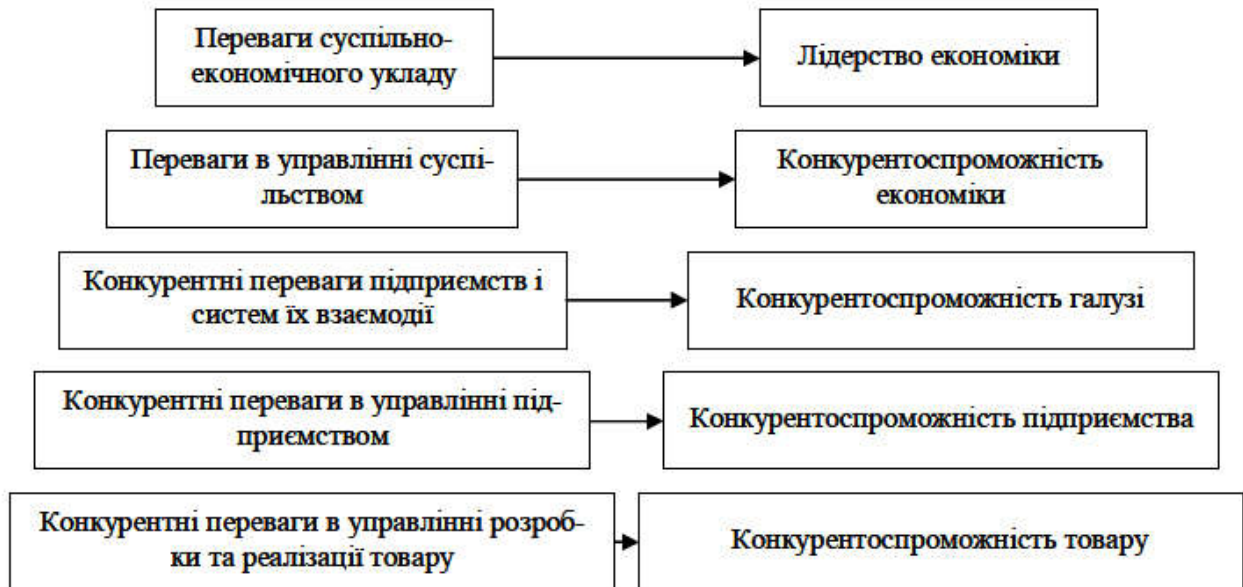 Переваги суспільно-
економічного укладу
Лідерство економіки
Переваги в управлінні суспі-
льством
Конкурентоспроможність
економіки
Конкурентні переваги підприємств і
систем їх взаємодії
Конкурентоспроможність галузі
Конкурентні переваги в управлінні під-
приємством
Конкурентоспроможність підприємства
Конкурентні переваги в управлінні розроб-
ки та реалізації товару
Конкурентоспроможність товару